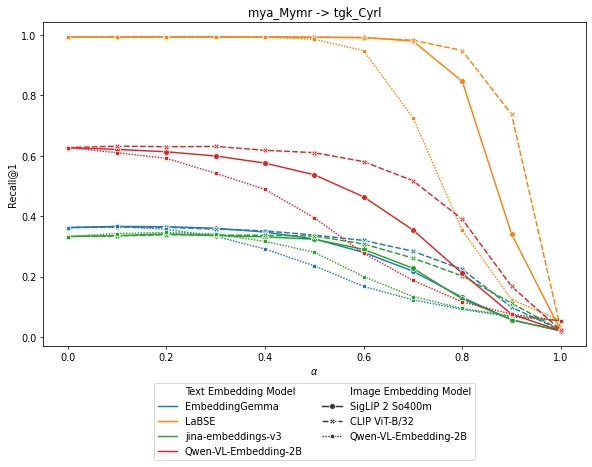 mya_Mymr -> tgk_Cyrl
1.0
0.8
0.6
0.4
0.2
0.0
Recall@1
0.0 0.2 0.4 0.6 0.8 1.0
α
Text Embedding Model
EmbeddingGemma
LaBSE
jina-embeddings-v3
Qwen-VL-Embedding-2B
Image Embedding Model
SigLIP 2 So400m
CLIP ViT-B/32
Qwen-VL-Embedding-2B